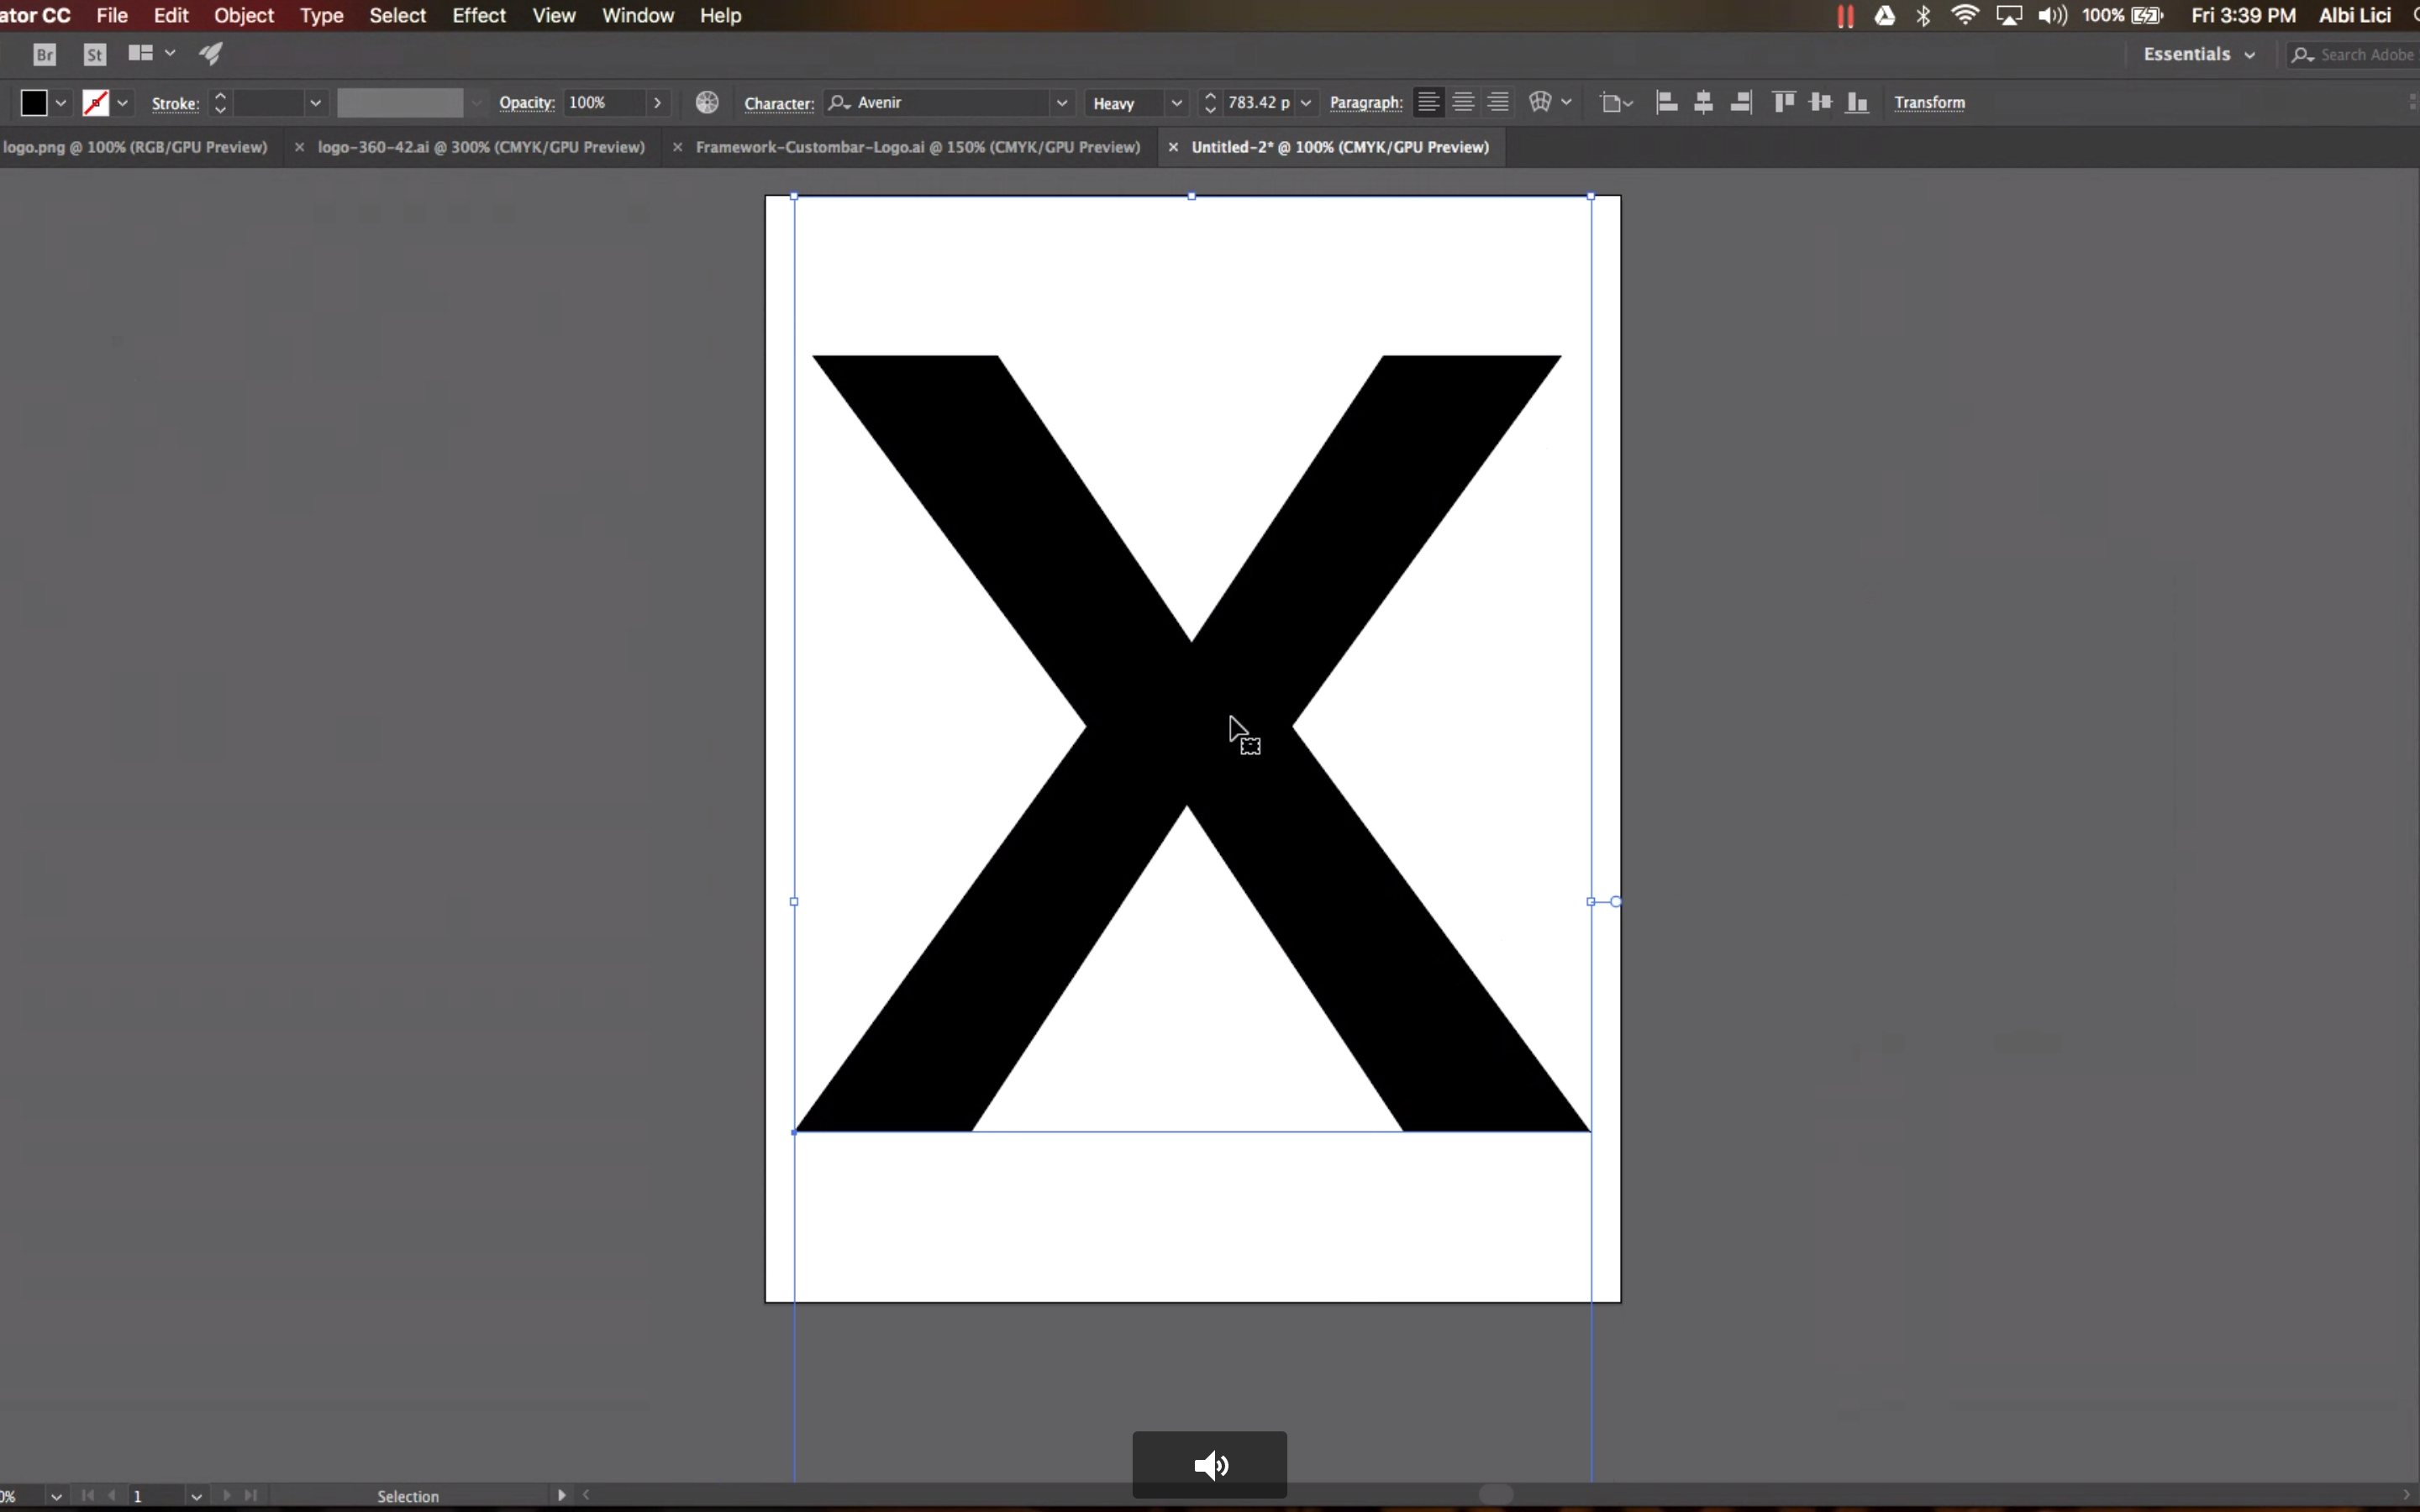 ator CC File Edit Object Type Select Effect View Window Help 100% Fri 3:39 PM Albi Lici
Br St Essentials Search Adobe
Stroke: Opacity: 100% Character: Avenir Heavy 783.42 p Paragraph: Transform
logo.png @ 100% (RGB/GPU Preview) × logo-360-42.ai @ 300% (CMYK/GPU Preview) × Framework-Custombar-Logo.ai @ 150% (CMYK/GPU Preview) × Untitled-2* @ 100% (CMYK/GPU Preview)
X
0% 1 Selection